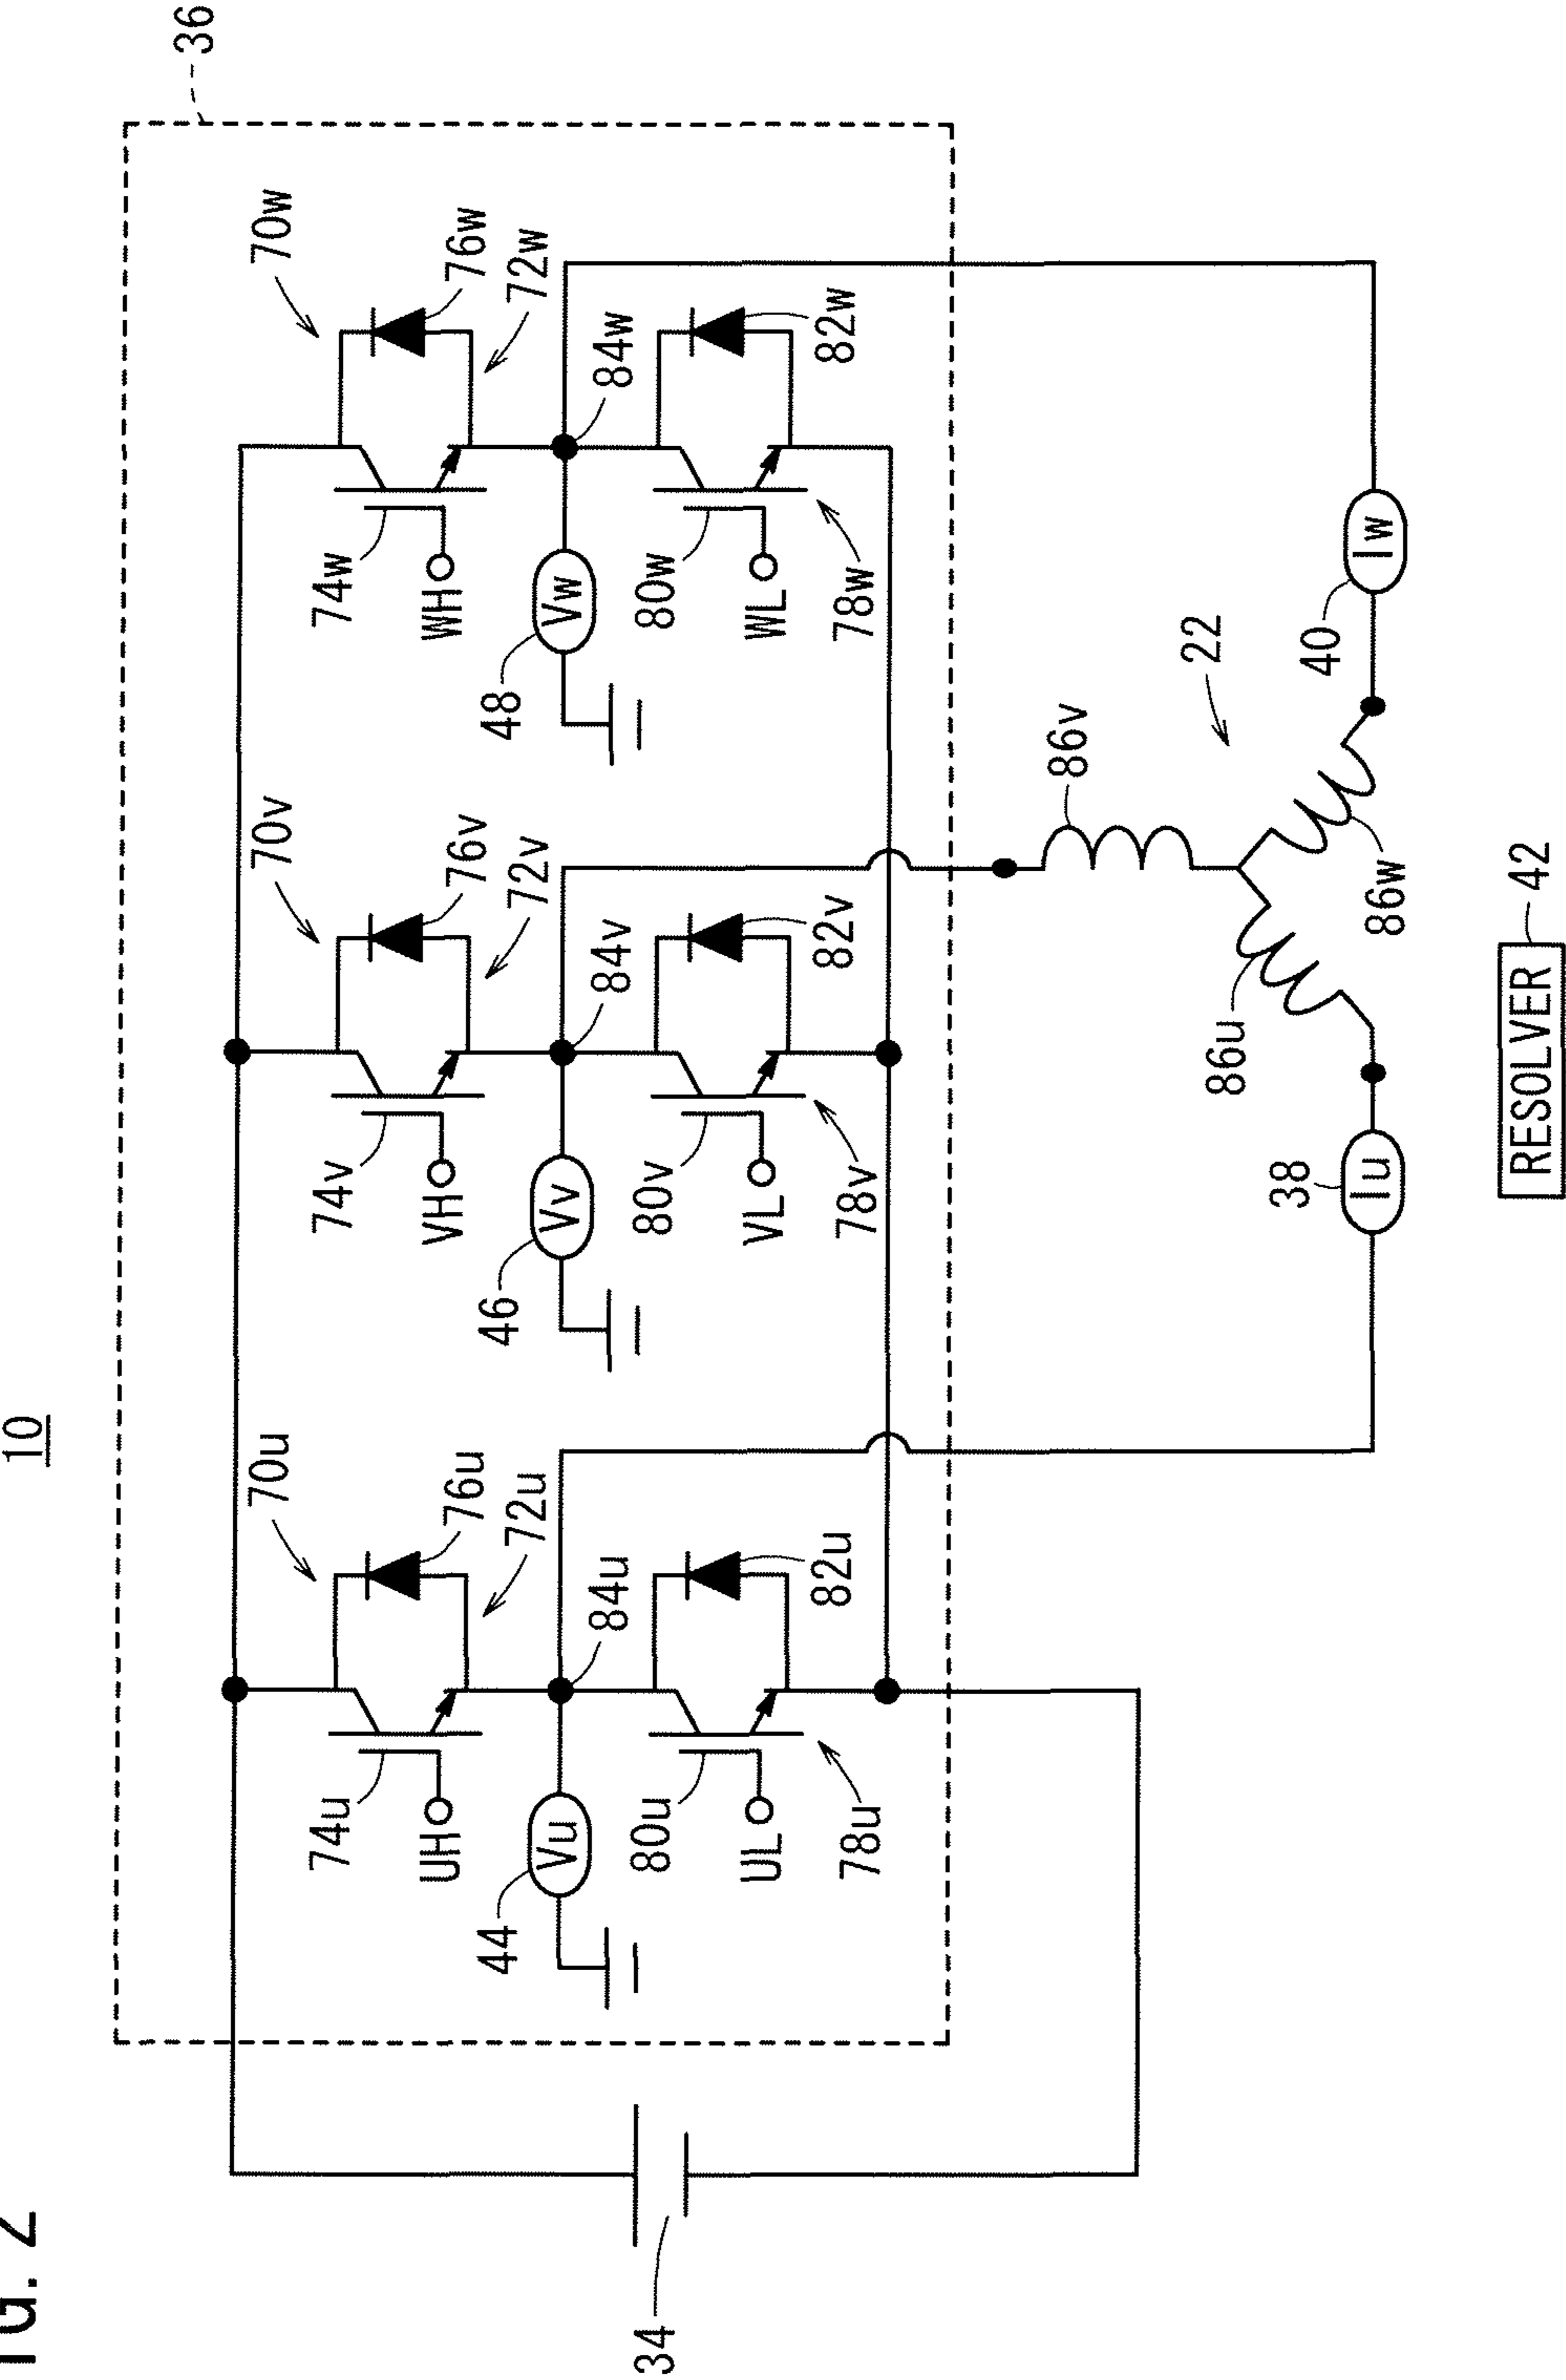 FIG. 2
10
36
70u
70v
70w
76u
76v
76w
72u
72v
72w
74u
74v
74w
UH
VH
WH
84u
84v
84w
44
Vu
46
Vv
48
Vw
80u
80v
80w
82u
82v
82w
UL
VL
WL
78u
78v
78w
34
86v
22
86u
86w
38
Iu
40
Iw
RESOLVER
42